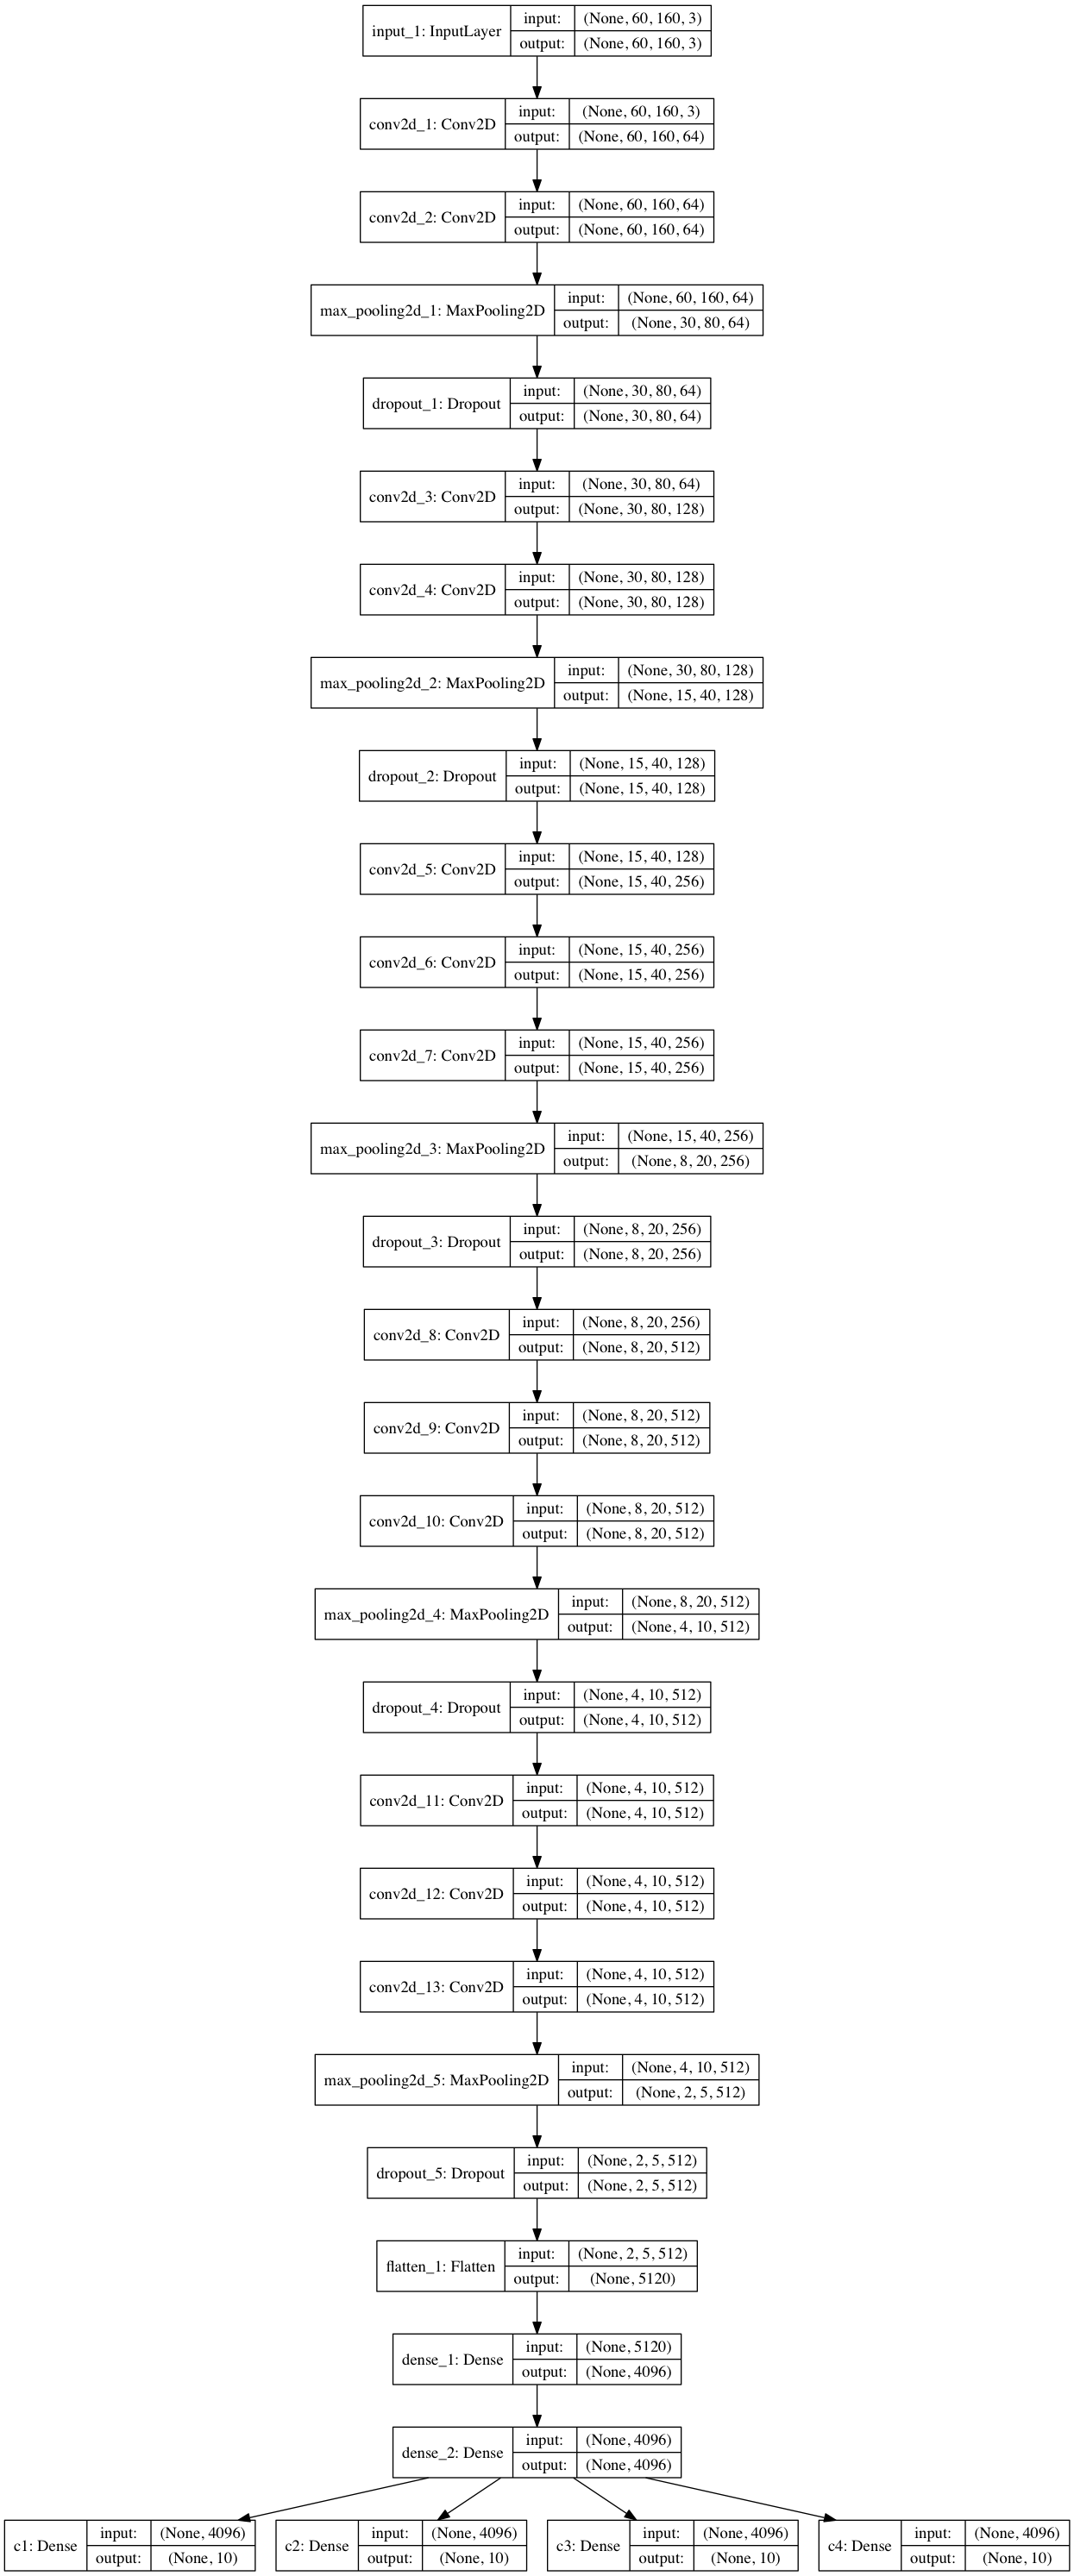 input_1: InputLayer
input: (None, 60, 160, 3)
output: (None, 60, 160, 3)
conv2d_1: Conv2D
input: (None, 60, 160, 3)
output: (None, 60, 160, 64)
conv2d_2: Conv2D
input: (None, 60, 160, 64)
output: (None, 60, 160, 64)
max_pooling2d_1: MaxPooling2D
input: (None, 60, 160, 64)
output: (None, 30, 80, 64)
dropout_1: Dropout
input: (None, 30, 80, 64)
output: (None, 30, 80, 64)
conv2d_3: Conv2D
input: (None, 30, 80, 64)
output: (None, 30, 80, 128)
conv2d_4: Conv2D
input: (None, 30, 80, 128)
output: (None, 30, 80, 128)
max_pooling2d_2: MaxPooling2D
input: (None, 30, 80, 128)
output: (None, 15, 40, 128)
dropout_2: Dropout
input: (None, 15, 40, 128)
output: (None, 15, 40, 128)
conv2d_5: Conv2D
input: (None, 15, 40, 128)
output: (None, 15, 40, 256)
conv2d_6: Conv2D
input: (None, 15, 40, 256)
output: (None, 15, 40, 256)
conv2d_7: Conv2D
input: (None, 15, 40, 256)
output: (None, 15, 40, 256)
max_pooling2d_3: MaxPooling2D
input: (None, 15, 40, 256)
output: (None, 8, 20, 256)
dropout_3: Dropout
input: (None, 8, 20, 256)
output: (None, 8, 20, 256)
conv2d_8: Conv2D
input: (None, 8, 20, 256)
output: (None, 8, 20, 512)
conv2d_9: Conv2D
input: (None, 8, 20, 512)
output: (None, 8, 20, 512)
conv2d_10: Conv2D
input: (None, 8, 20, 512)
output: (None, 8, 20, 512)
max_pooling2d_4: MaxPooling2D
input: (None, 8, 20, 512)
output: (None, 4, 10, 512)
dropout_4: Dropout
input: (None, 4, 10, 512)
output: (None, 4, 10, 512)
conv2d_11: Conv2D
input: (None, 4, 10, 512)
output: (None, 4, 10, 512)
conv2d_12: Conv2D
input: (None, 4, 10, 512)
output: (None, 4, 10, 512)
conv2d_13: Conv2D
input: (None, 4, 10, 512)
output: (None, 4, 10, 512)
max_pooling2d_5: MaxPooling2D
input: (None, 4, 10, 512)
output: (None, 2, 5, 512)
dropout_5: Dropout
input: (None, 2, 5, 512)
output: (None, 2, 5, 512)
flatten_1: Flatten
input: (None, 2, 5, 512)
output: (None, 5120)
dense_1: Dense
input: (None, 5120)
output: (None, 4096)
dense_2: Dense
input: (None, 4096)
output: (None, 4096)
c1: Dense
input: (None, 4096)
output: (None, 10)
c2: Dense
input: (None, 4096)
output: (None, 10)
c3: Dense
input: (None, 4096)
output: (None, 10)
c4: Dense
input: (None, 4096)
output: (None, 10)